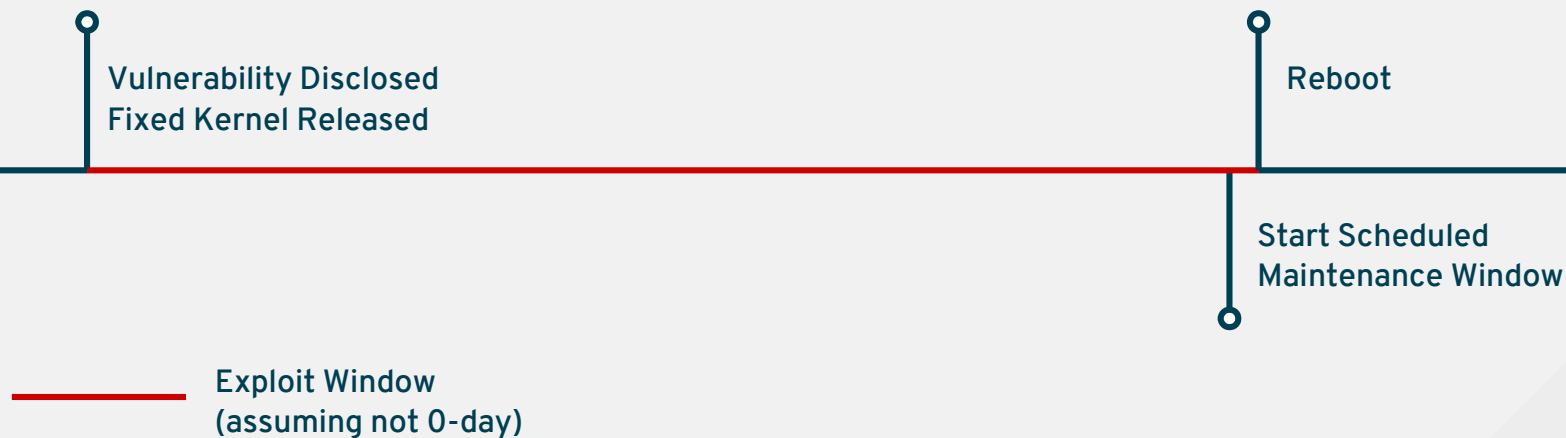 Vulnerability Disclosed
Fixed Kernel Released
Reboot
Start Scheduled
Maintenance Window
Exploit Window
(assuming not 0-day)